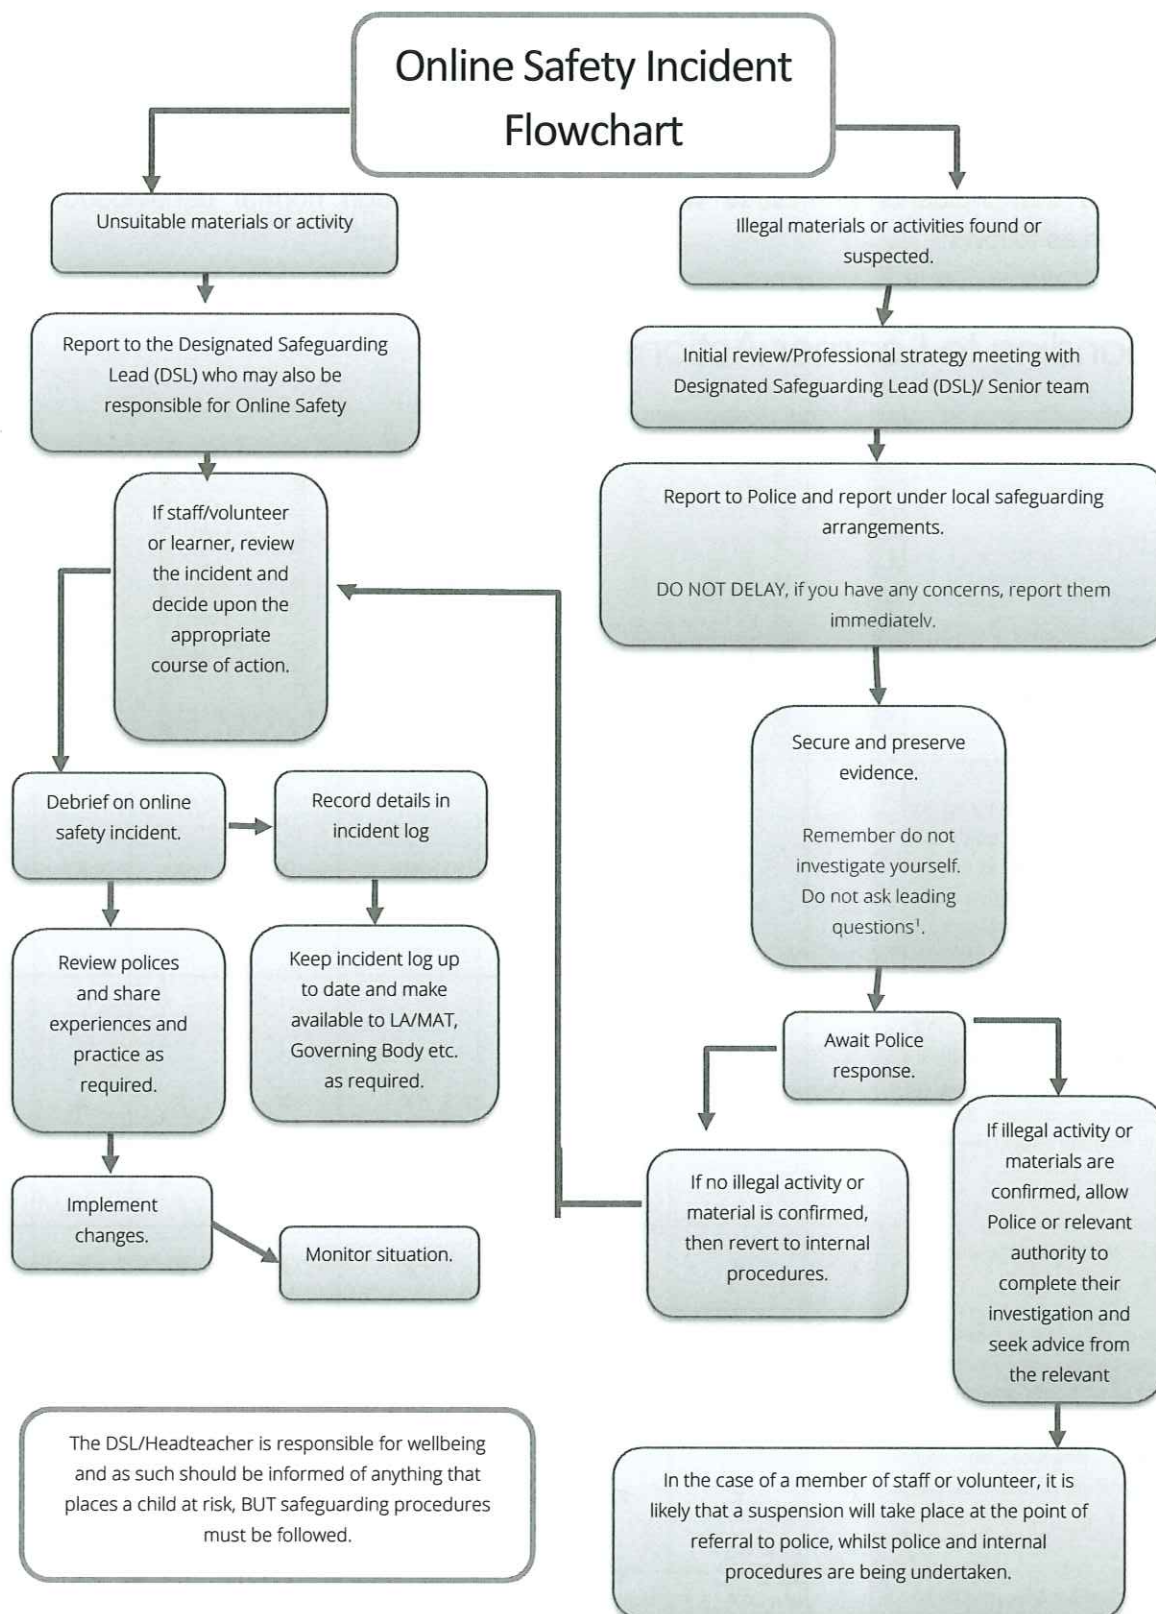 Online Safety Incident
Flowchart
Unsuitable materials or activity
Report to the Designated Safeguarding
Lead (DSL) who may also be
responsible for Online Safety
If staff/volunteer
or learner, review
the incident and
decide upon the
appropriate
course of action.
Debrief on online
safety incident.
Record details in
incident log
Review polices
and share
experiences and
practice as
required.
Keep incident log up
to date and make
available to LA/MAT,
Governing Body etc.
as required.
Implement
changes.
Monitor situation.
Illegal materials or activities found or
suspected.
Initial review/Professional strategy meeting with
Designated Safeguarding Lead (DSL)/ Senior team
Report to Police and report under local safeguarding
arrangements.
DO NOT DELAY, if you have any concerns, report them
immediately.
Secure and preserve
evidence.
Remember do not
investigate yourself.
Do not ask leading
questions¹.
Await Police
response.
If no illegal activity or
material is confirmed,
then revert to internal
procedures.
If illegal activity or
materials are
confirmed, allow
Police or relevant
authority to
complete their
investigation and
seek advice from
the relevant
In the case of a member of staff or volunteer, it is
likely that a suspension will take place at the point of
referral to police, whilst police and internal
procedures are being undertaken.
The DSL/Headteacher is responsible for wellbeing
and as such should be informed of anything that
places a child at risk, BUT safeguarding procedures
must be followed.